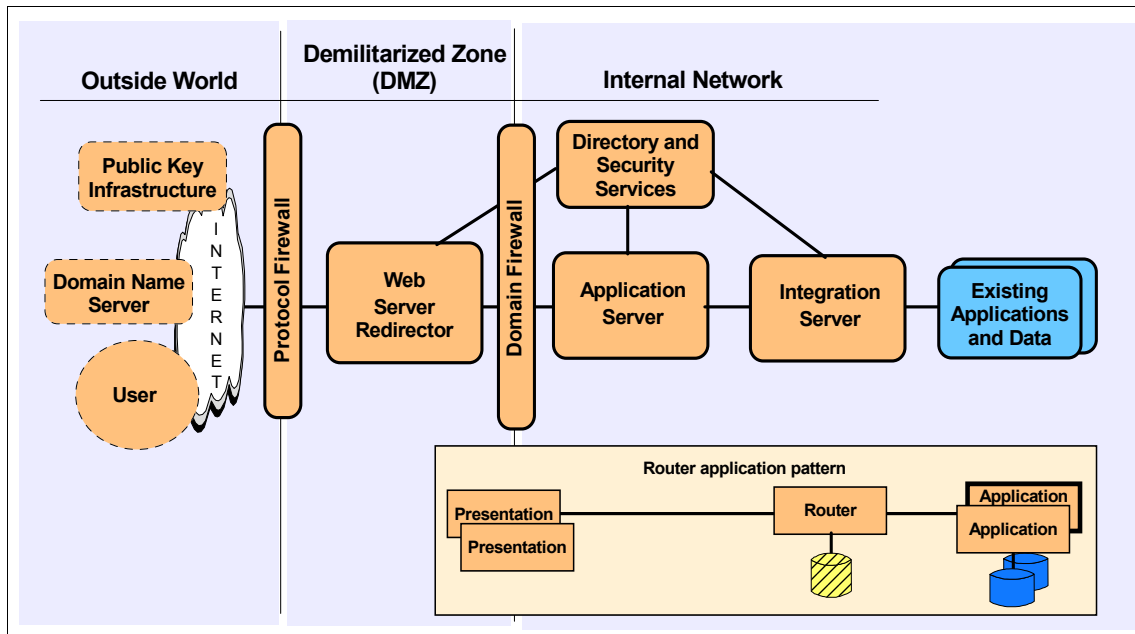 Outside World
Demilitarized Zone
(DMZ)
Internal Network
Public Key
Infrastructure
Domain Name
Server
User
INTERNET
Protocol Firewall
Web
Server
Redirector
Domain Firewall
Directory and
Security
Services
Application
Server
Integration
Server
Existing
Applications
and Data
Router application pattern
Presentation
Presentation
Router
Application
Application